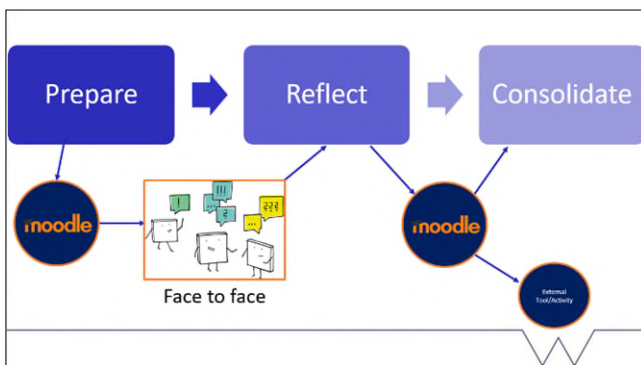 Prepare
Reflect
Consolidate
moodle
!
!!!
...
?
...
???
moodle
Face to face
External
Tool/Activity